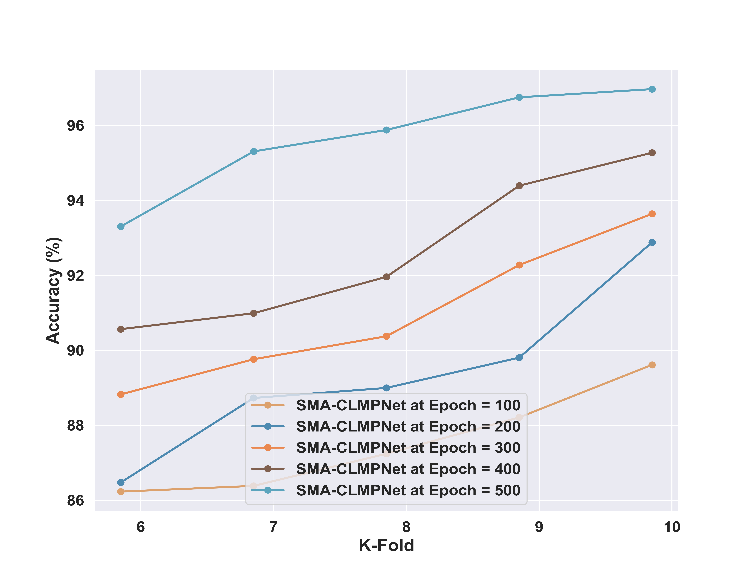 96
94
92
90
88
86
Accuracy (%)
SMA-CLMPNet at Epoch = 100
SMA-CLMPNet at Epoch = 200
SMA-CLMPNet at Epoch = 300
SMA-CLMPNet at Epoch = 400
SMA-CLMPNet at Epoch = 500
6 7 8 9 10
K-Fold